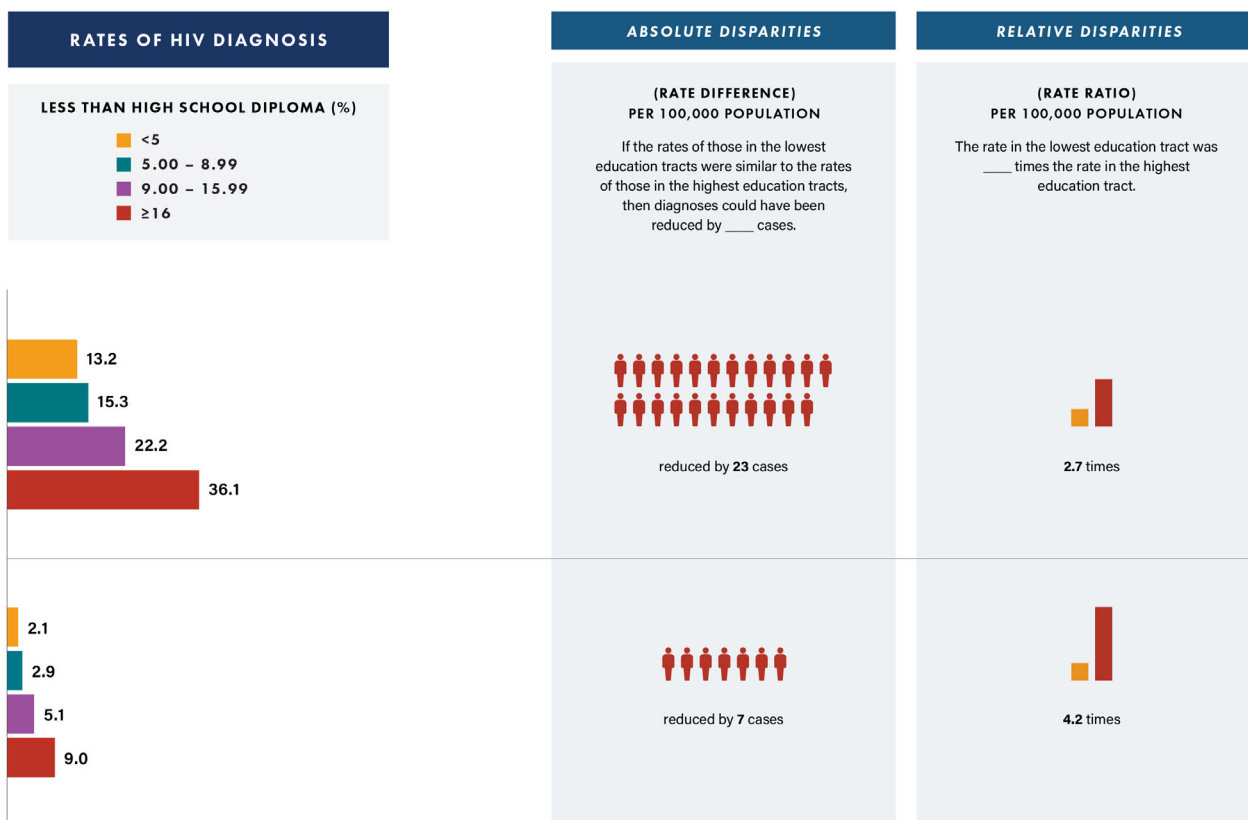 RATES OF HIV DIAGNOSIS
LESS THAN HIGH SCHOOL DIPLOMA (%)
<5
5.00 – 8.99
9.00 – 15.99
≥16
13.2
15.3
22.2
36.1
2.1
2.9
5.1
9.0
ABSOLUTE DISPARITIES
(RATE DIFFERENCE)
PER 100,000 POPULATION
If the rates of those in the lowest
education tracts were similar to the rates
of those in the highest education tracts,
then diagnoses could have been
reduced by ____ cases.
reduced by 23 cases
reduced by 7 cases
RELATIVE DISPARITIES
(RATE RATIO)
PER 100,000 POPULATION
The rate in the lowest education tract was
____ times the rate in the highest
education tract.
2.7 times
4.2 times